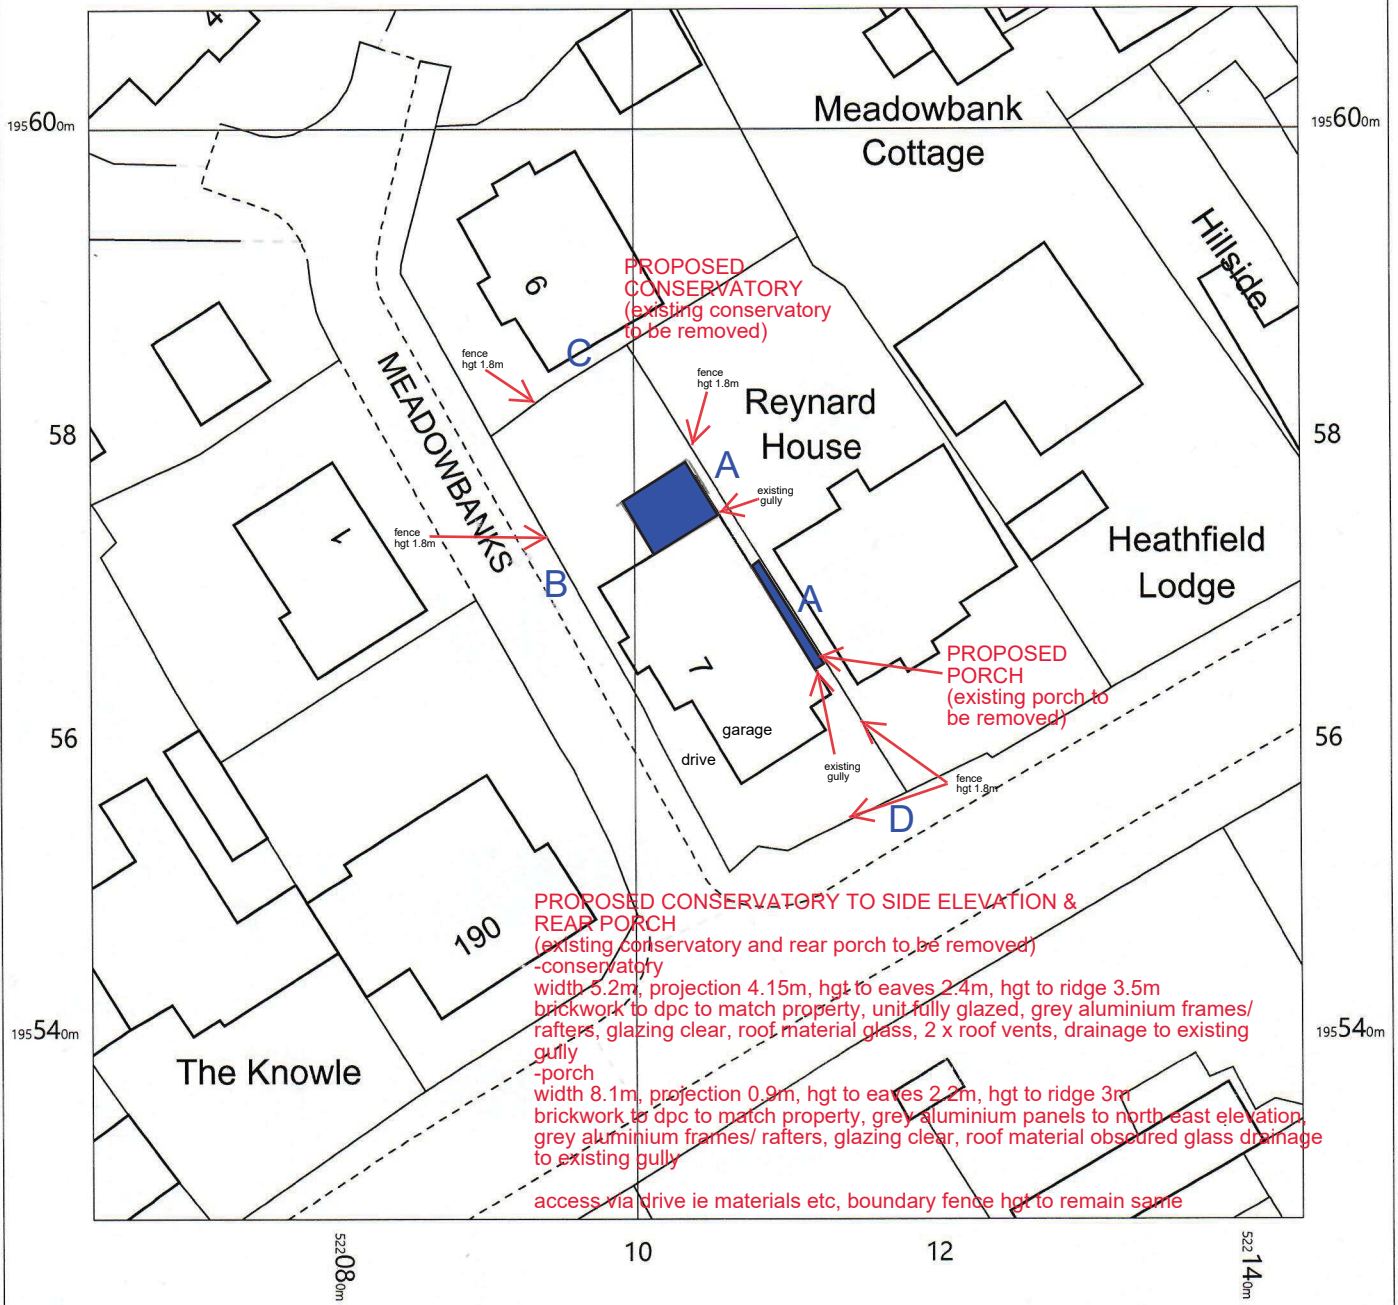 4
Meadowbank
Cottage
195600m
195600m
Hillside
6
PROPOSED
CONSERVATORY
(existing conservatory
to be removed)
C
fence
hgt 1.8m
fence
hgt 1.8m
MEADOWBANKS
Reynard
House
58
58
A
existing
gully
1
fence
hgt 1.8m
Heathfield
Lodge
B
A
7
PROPOSED
PORCH
(existing porch to
be removed)
56
56
garage
drive
existing
gully
fence
hgt 1.8m
D
190
PROPOSED CONSERVATORY TO SIDE ELEVATION &
REAR PORCH
(existing conservatory and rear porch to be removed)
-conservatory
width 5.2m, projection 4.15m, hgt to eaves 2.4m, hgt to ridge 3.5m
brickwork to dpc to match property, unit fully glazed, grey aluminium frames/
rafters, glazing clear, roof material glass, 2 x roof vents, drainage to existing
gully
-porch
width 8.1m, projection 0.9m, hgt to eaves 2.2m, hgt to ridge 3m
brickwork to dpc to match property, grey aluminium panels to north east elevation,
grey aluminium frames/ rafters, glazing clear, roof material obscured glass drainage
to existing gully
access via drive ie materials etc, boundary fence hgt to remain same
19540m
19540m
The Knowle
522080m
10
12
522140m